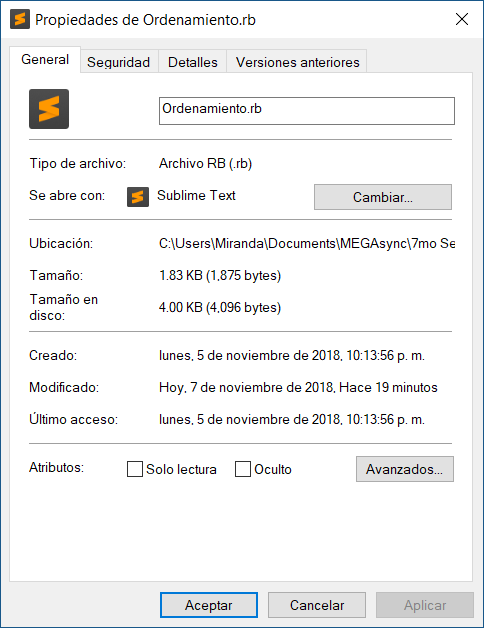 Propiedades de Ordenamiento.rb
General Seguridad Detalles Versiones anteriores
Ordenamiento.rb
Tipo de archivo: Archivo RB (.rb)
Se abre con: Sublime Text Cambiar...
Ubicación: C:\Users\Miranda\Documents\MEGAsync\7mo Se
Tamaño: 1.83 KB (1,875 bytes)
Tamaño en
disco: 4.00 KB (4,096 bytes)
Creado: lunes, 5 de noviembre de 2018, 10:13:56 p. m.
Modificado: Hoy, 7 de noviembre de 2018, Hace 19 minutos
Último acceso: lunes, 5 de noviembre de 2018, 10:13:56 p. m.
Atributos: Solo lectura Oculto Avanzados...
Aceptar Cancelar Aplicar